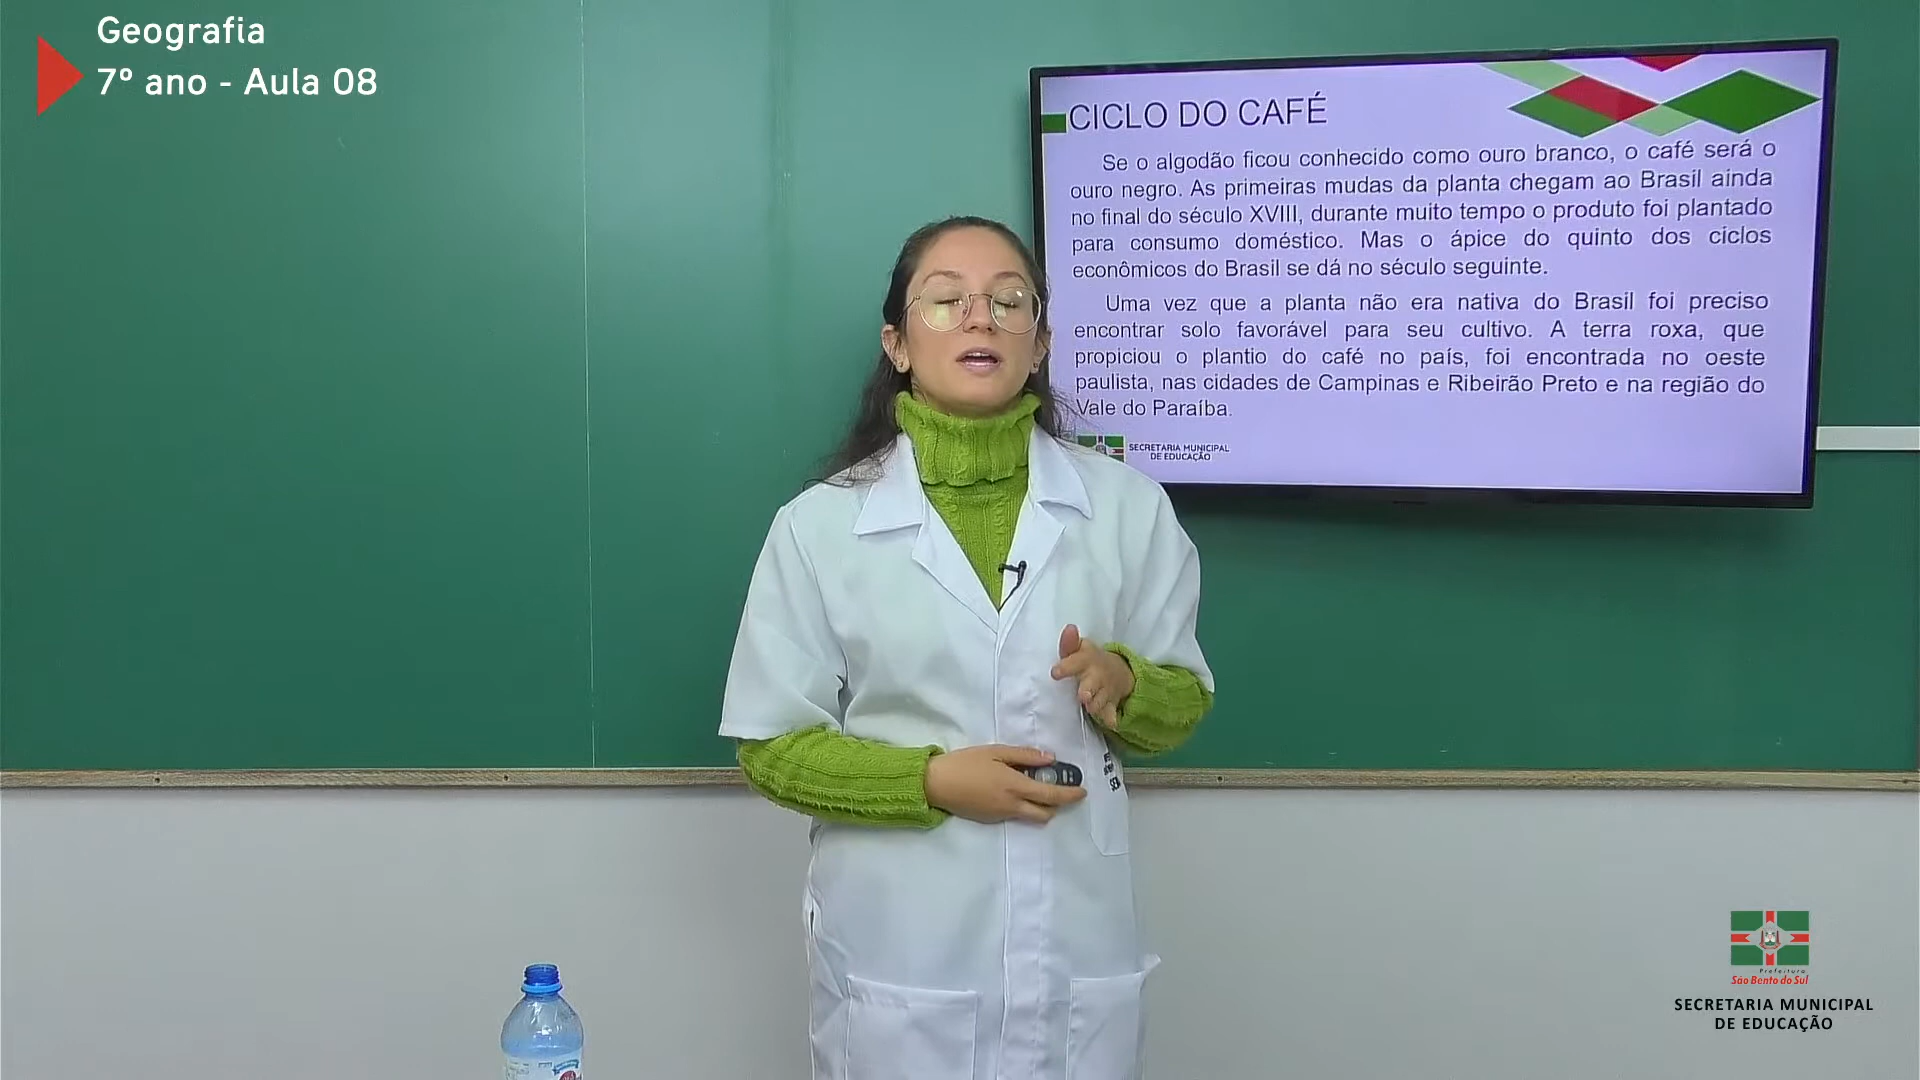 Geografia
7º ano - Aula 08
CICLO DO CAFÉ
Se o algodão ficou conhecido como ouro branco, o café será o
ouro negro. As primeiras mudas da planta chegam ao Brasil ainda
no final do século XVIII, durante muito tempo o produto foi plantado
para consumo doméstico. Mas o ápice do quinto dos ciclos
econômicos do Brasil se dá no século seguinte.
Uma vez que a planta não era nativa do Brasil foi preciso
encontrar solo favorável para seu cultivo. A terra roxa, que
propiciou o plantio do café no país, foi encontrada no oeste
paulista, nas cidades de Campinas e Ribeirão Preto e na região do
Vale do Paraíba.
SECRETARIA MUNICIPAL
DE EDUCAÇÃO
Prefeitura
São Bento do Sul
SECRETARIA MUNICIPAL
DE EDUCAÇÃO